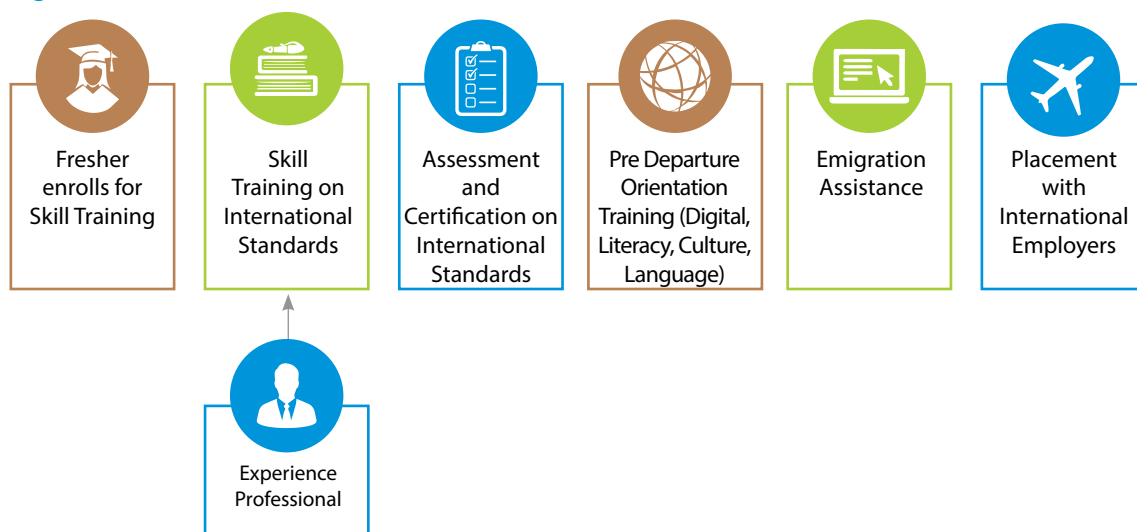 Fresher
enrolls for
Skill Training
Skill
Training on
International
Standards
Assessment
and
Certification on
International
Standards
Pre Departure
Orientation
Training (Digital,
Literacy, Culture,
Language)
Emigration
Assistance
Placement
with
International
Employers
Experience
Professional